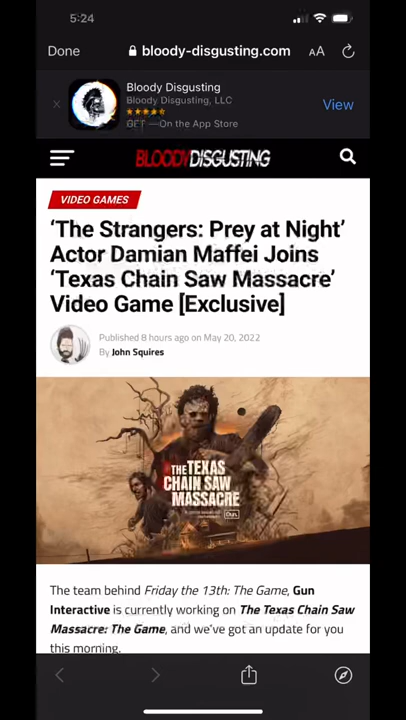 5:24
Done
bloody-disgusting.com
AA
Bloody Disgusting
Bloody Disgusting, LLC
GET —On the App Store
View
BLOODY DISGUSTING
VIDEO GAMES
‘The Strangers: Prey at Night’
Actor Damian Maffei Joins
‘Texas Chain Saw Massacre’
Video Game [Exclusive]
Published 8 hours ago on May 20, 2022
By John Squires
THE TEXAS
CHAIN SAW
MASSACRE
Gun
The team behind Friday the 13th: The Game, Gun
Interactive is currently working on The Texas Chain Saw
Massacre: The Game, and we’ve got an update for you
this morning.